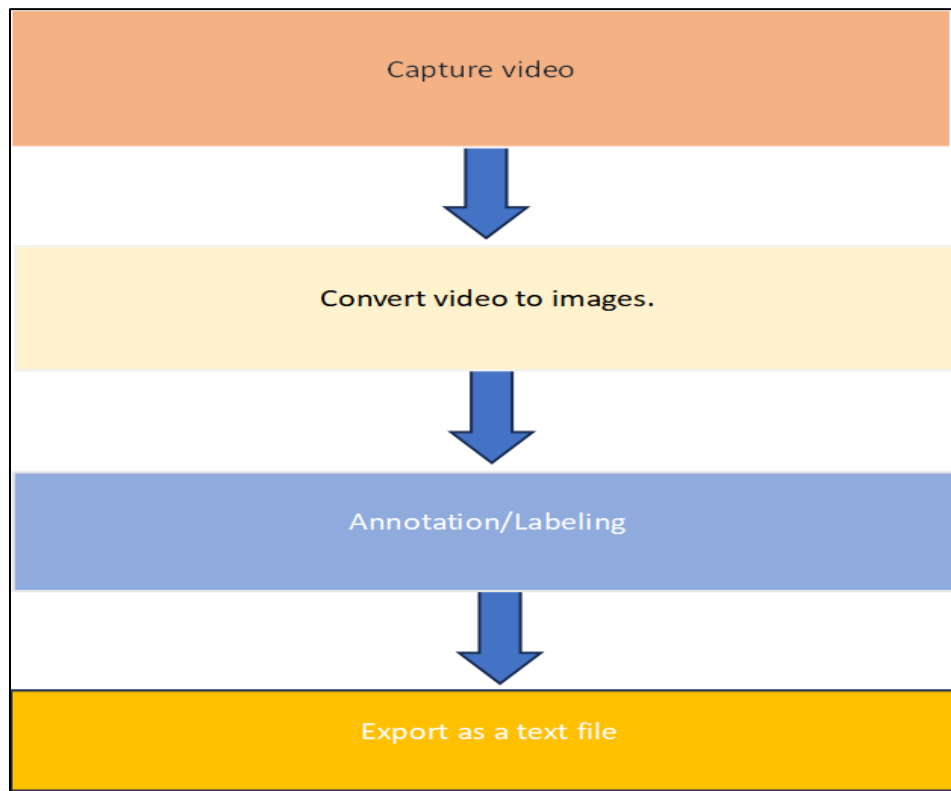 Capture video
Convert video to images.
Annotation/Labeling
Export as a text file